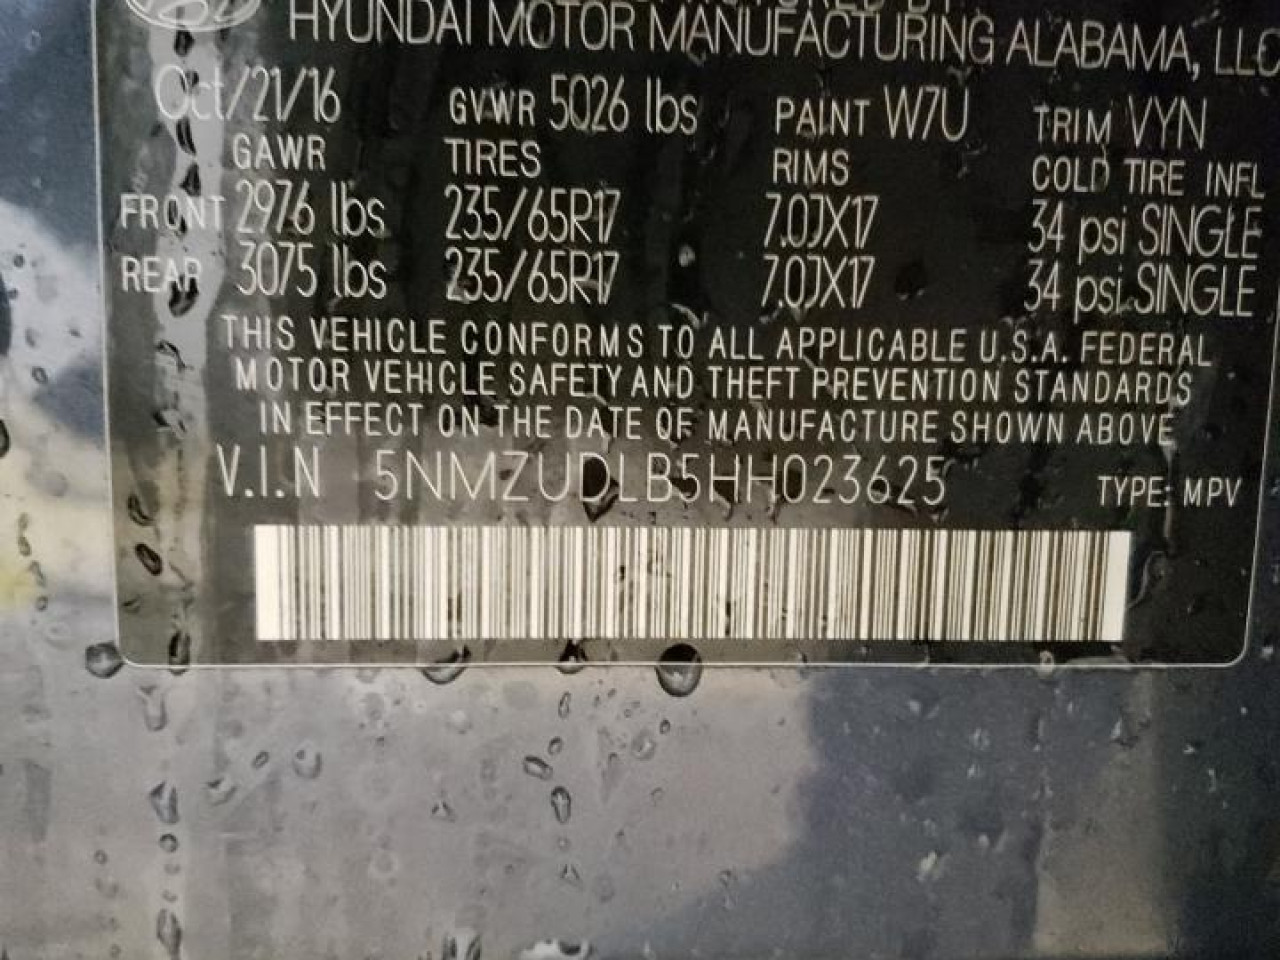 HYUNDAI MOTOR MANUFACTURING ALABAMA, LLC
Oct/21/16 GVWR 5026 lbs PAINT W7U TRIM VYN
GAWR TIRES RIMS COLD TIRE INFL
FRONT 2976 lbs 235/65R17 7.0JX17 34 psi SINGLE
REAR 3075 lbs 235/65R17 7.0JX17 34 psi SINGLE
THIS VEHICLE CONFORMS TO ALL APPLICABLE U.S.A. FEDERAL
MOTOR VEHICLE SAFETY AND THEFT PREVENTION STANDARDS
IN EFFECT ON THE DATE OF MANUFACTURE SHOWN ABOVE
V.I.N 5NMZUDLB5HH023625 TYPE: MPV